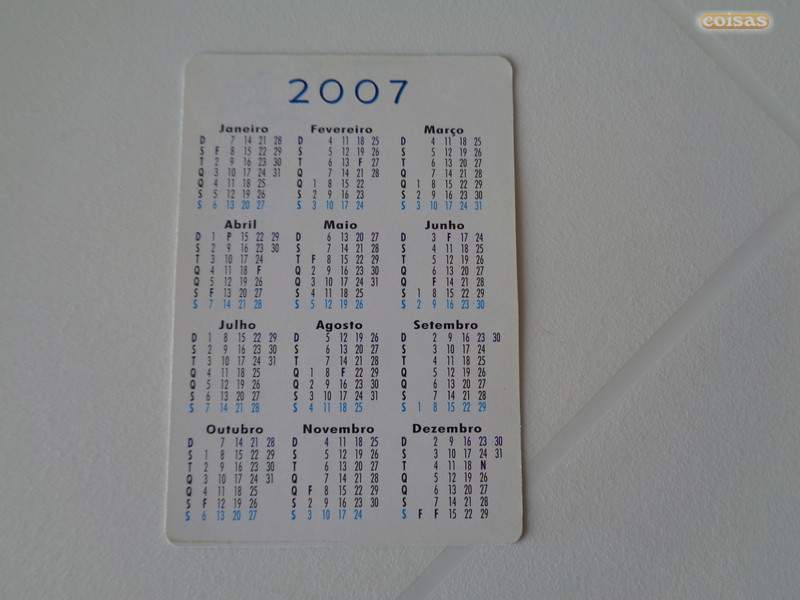 coisas
2007
Janeiro
D 7 14 21 28
S F 8 15 22 29
T 2 9 16 23 30
Q 3 10 17 24 31
Q 4 11 18 25
S 5 12 19 26
S 6 13 20 27
Fevereiro
D 4 11 18 25
S 5 12 19 26
T 6 13 F 27
Q 7 14 21 28
Q 1 8 15 22
S 2 9 16 23
S 3 10 17 24
Março
D 4 11 18 25
S 5 12 19 26
T 6 13 20 27
Q 7 14 21 28
Q 1 8 15 22 29
S 2 9 16 23 30
S 3 10 17 24 31
Abril
D 1 P 15 22 29
S 2 9 16 23 30
T 3 10 17 24
Q 4 11 18 F
Q 5 12 19 26
S F 13 20 27
S 7 14 21 28
Maio
D 6 13 20 27
S 7 14 21 28
T F 8 15 22 29
Q 2 9 16 23 30
Q 3 10 17 24 31
S 4 11 18 25
S 5 12 19 26
Junho
D 3 F 17 24
S 4 11 18 25
T 5 12 19 26
Q 6 13 20 27
Q F 14 21 28
S 1 8 15 22 29
S 2 9 16 23 30
Julho
D 1 8 15 22 29
S 2 9 16 23 30
T 3 10 17 24 31
Q 4 11 18 25
Q 5 12 19 26
S 6 13 20 27
S 7 14 21 28
Agosto
D 5 12 19 26
S 6 13 20 27
T 7 14 21 28
Q 1 8 F 22 29
Q 2 9 16 23 30
S 3 10 17 24 31
S 4 11 18 25
Setembro
D 2 9 16 23 30
S 3 10 17 24
T 4 11 18 25
Q 5 12 19 26
Q 6 13 20 27
S 7 14 21 28
S 1 8 15 22 29
Outubro
D 7 14 21 28
S 1 8 15 22 29
T 2 9 16 23 30
Q 3 10 17 24 31
Q 4 11 18 25
S F 12 19 26
S 6 13 20 27
Novembro
D 4 11 18 25
S 5 12 19 26
T 6 13 20 27
Q 7 14 21 28
Q F 8 15 22 29
S 2 9 16 23 30
S 3 10 17 24
Dezembro
D 2 9 16 23 30
S 3 10 17 24 31
T 4 11 18 N
Q 5 12 19 26
Q 6 13 20 27
S 7 14 21 28
S F F 15 22 29